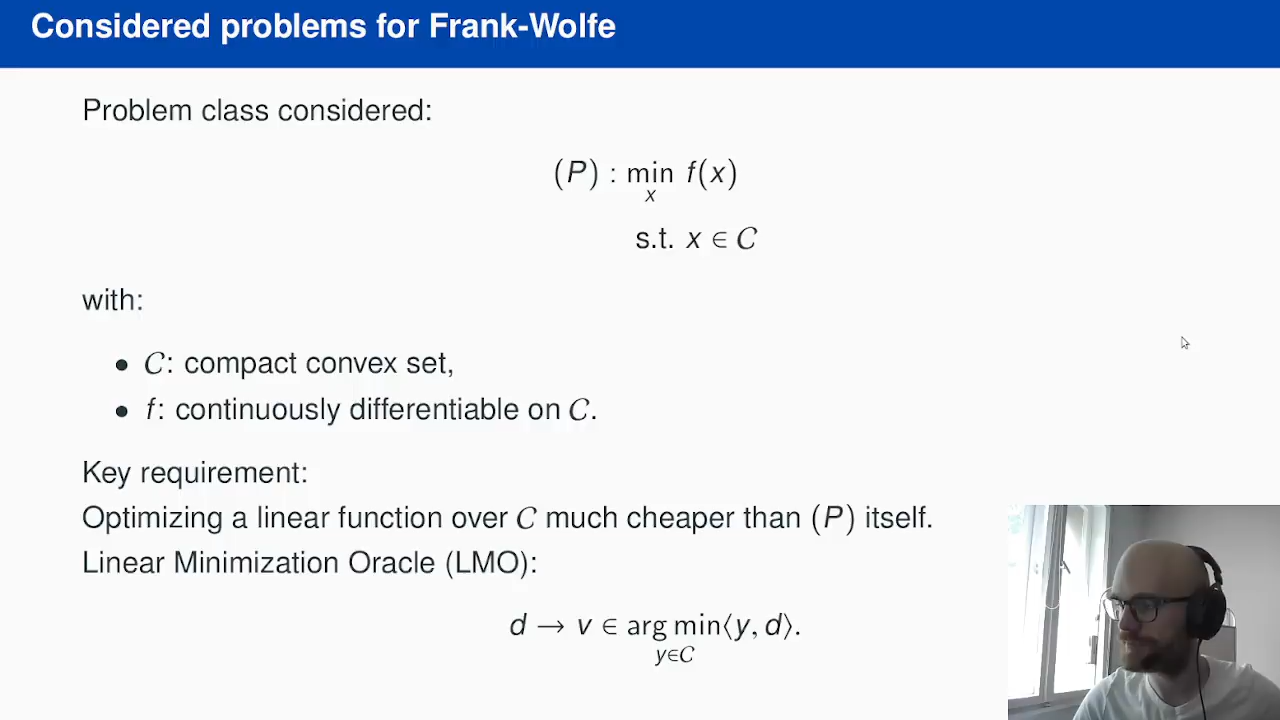 Considered problems for Frank-Wolfe
Problem class considered:
(P) : min f(x)
x
s.t. x ∈ C
with:
• C: compact convex set,
• f: continuously differentiable on C.
Key requirement:
Optimizing a linear function over C much cheaper than (P) itself.
Linear Minimization Oracle (LMO):
d → v ∈ arg min⟨y, d⟩.
y∈C